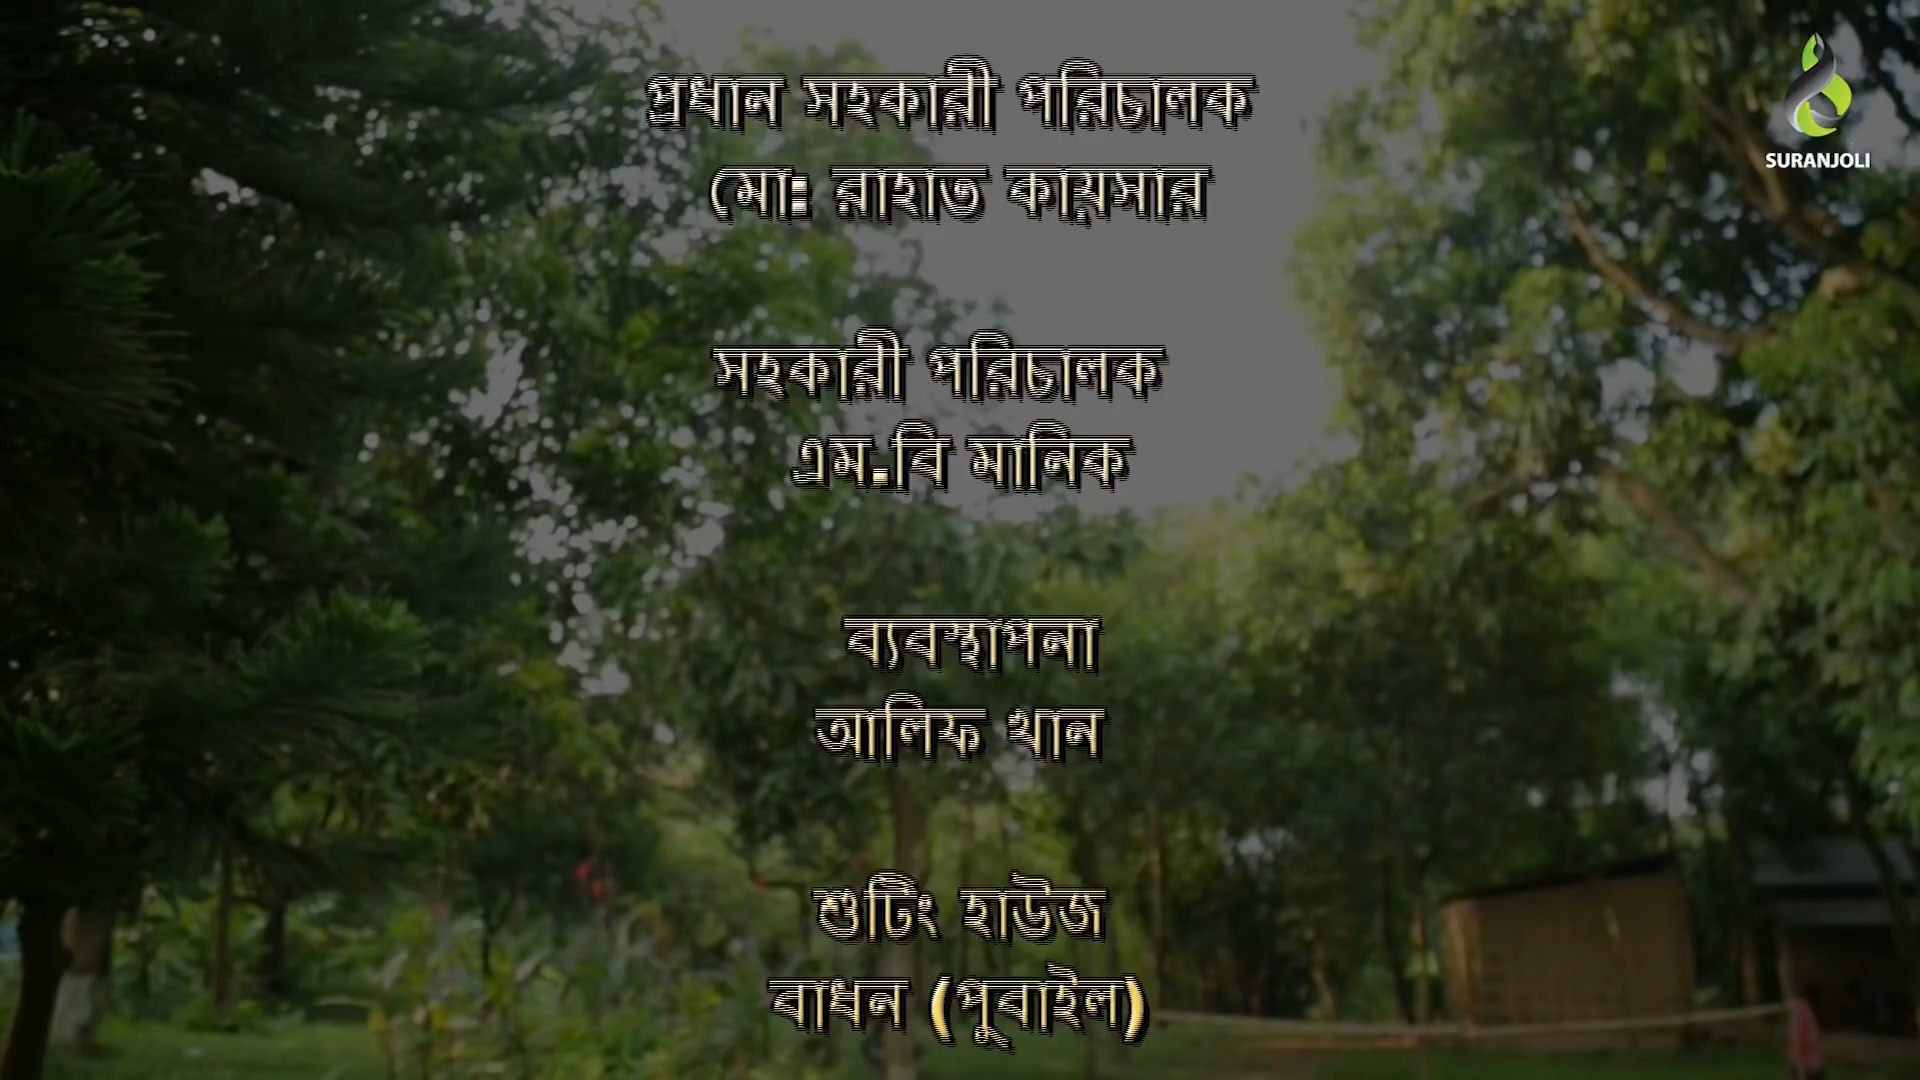 SURANJOLI
প্রধান সহকারী পরিচালক
মো: রাহাত কায়সার
সহকারী পরিচালক
এম.বি মানিক
ব্যবস্থাপনা
আলিফ খান
শুটিং হাউজ
বাধন (পুবাইল)